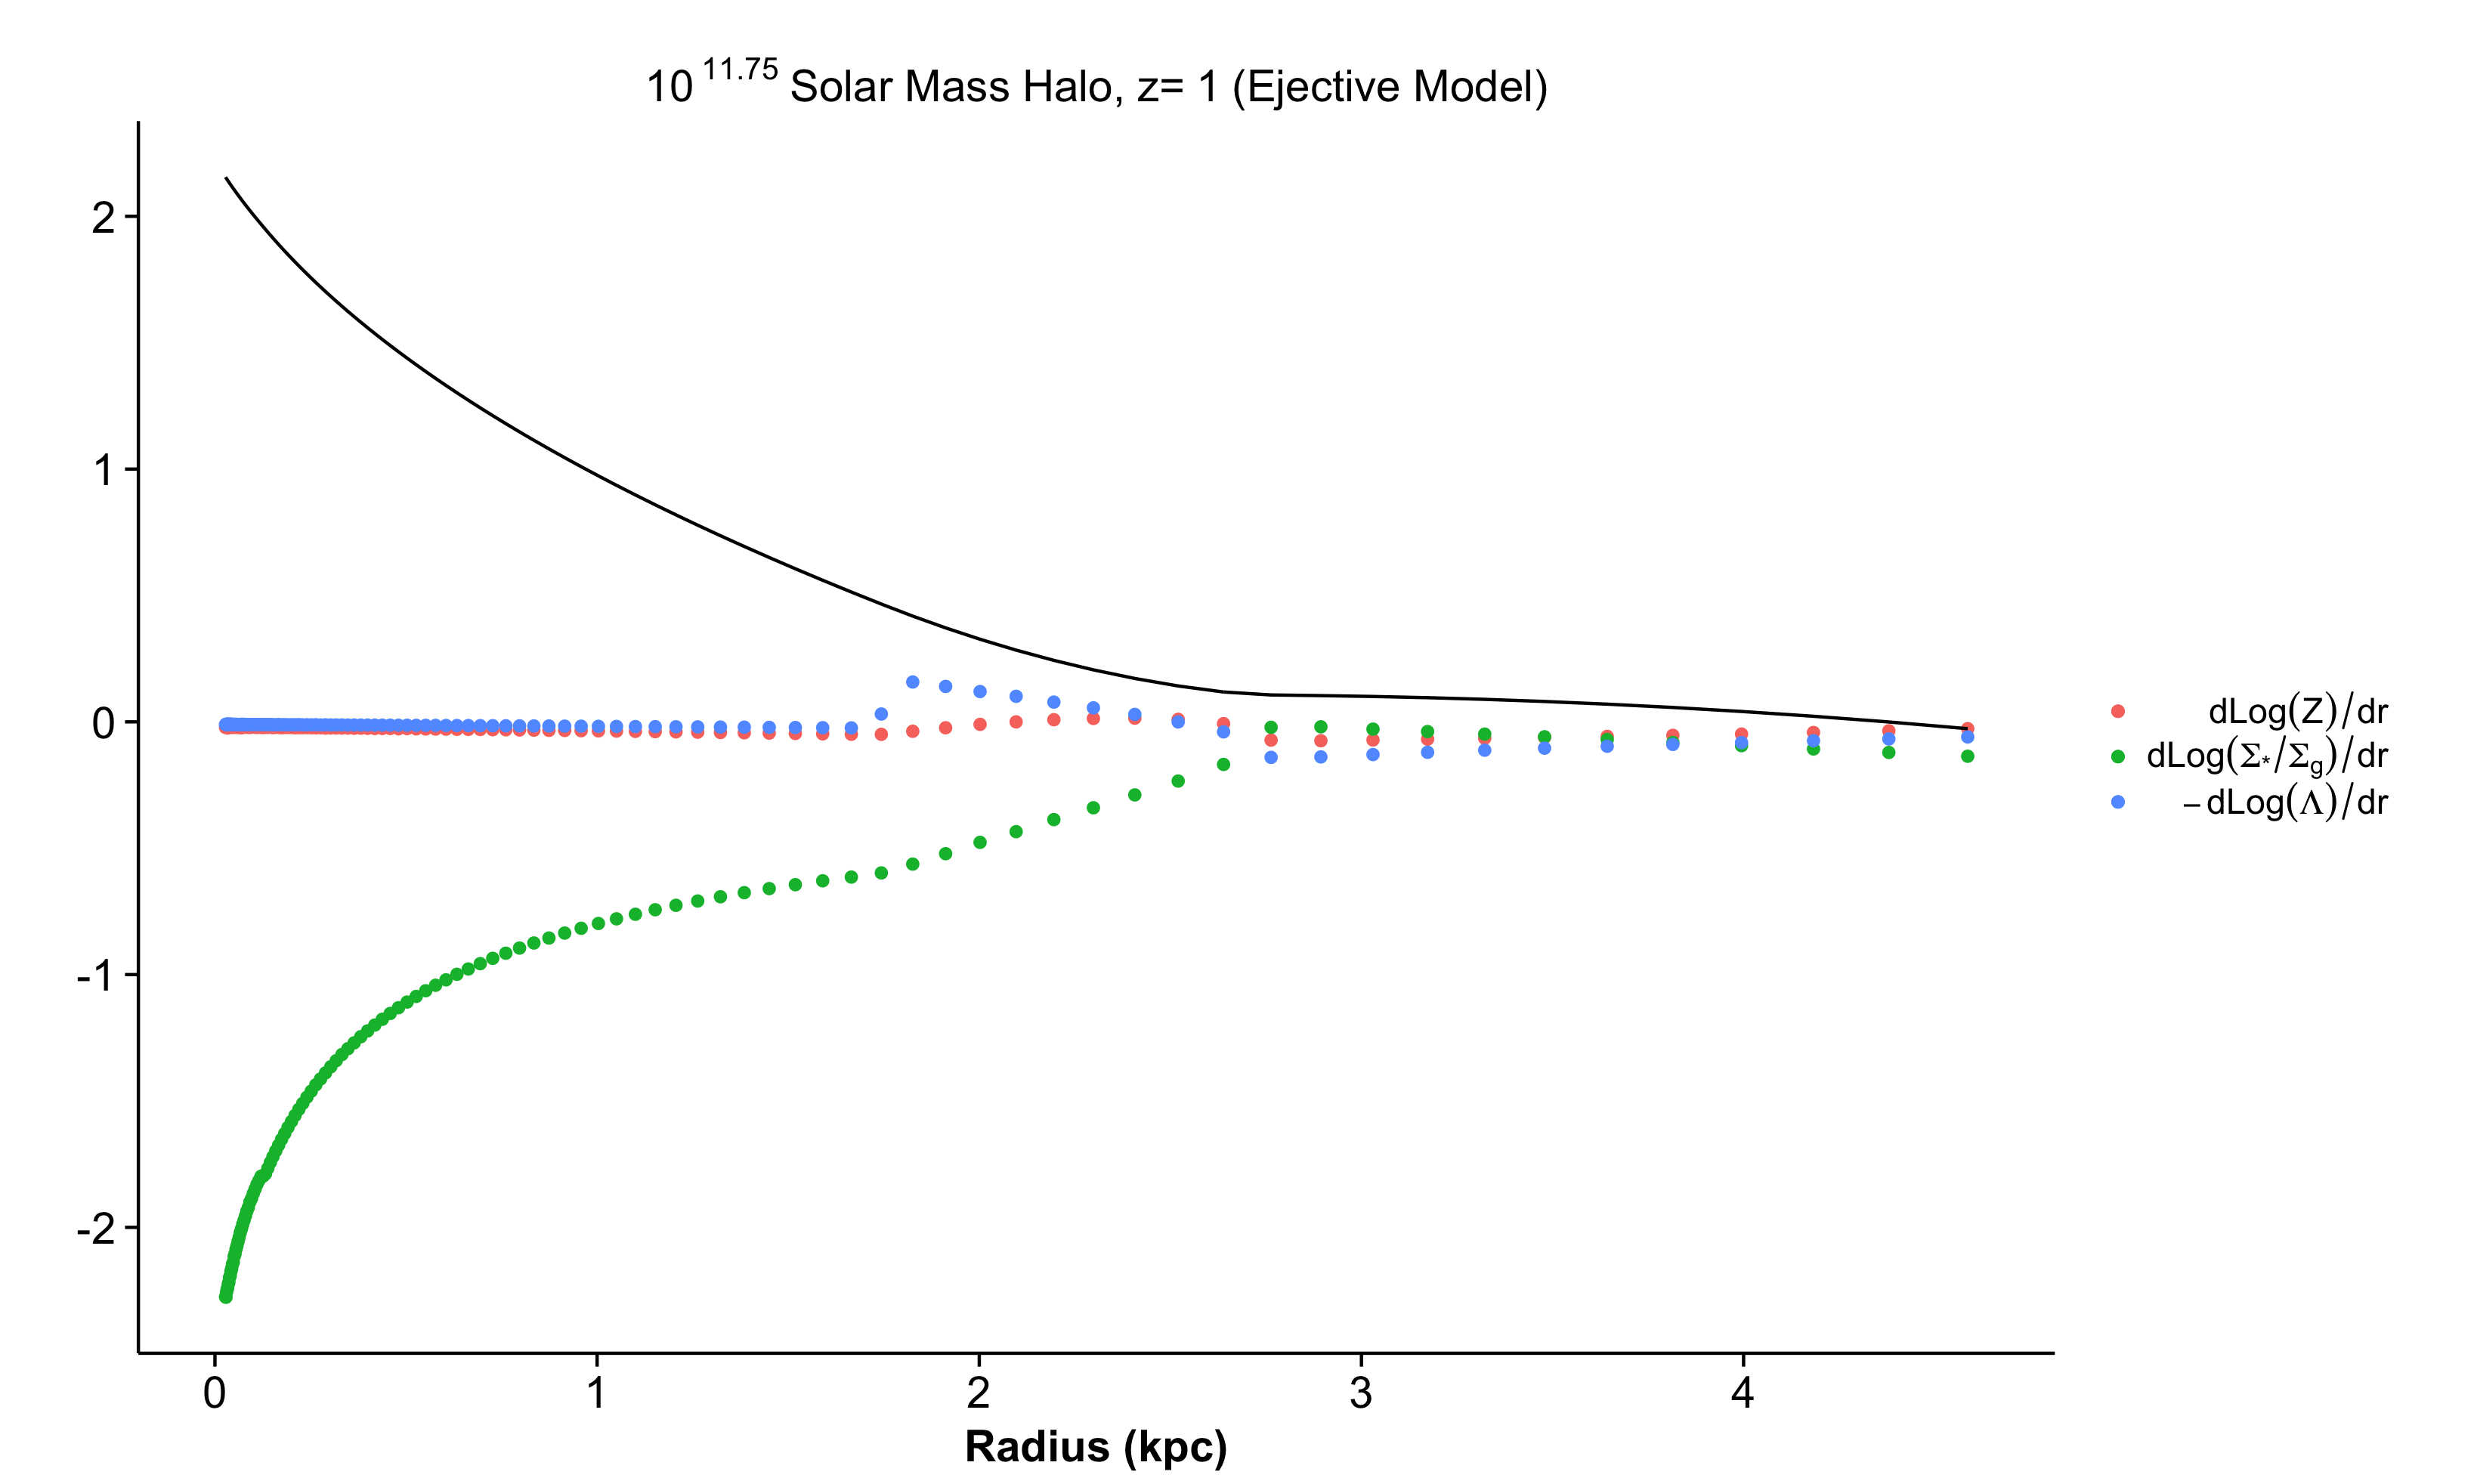 10^11.75 Solar Mass Halo, z= 1 (Ejective Model)
2
1
0
-1
-2
0 1 2 3 4
Radius (kpc)
dLog(Z)/dr
dLog(Σ*/Σg)/dr
−dLog(Λ)/dr